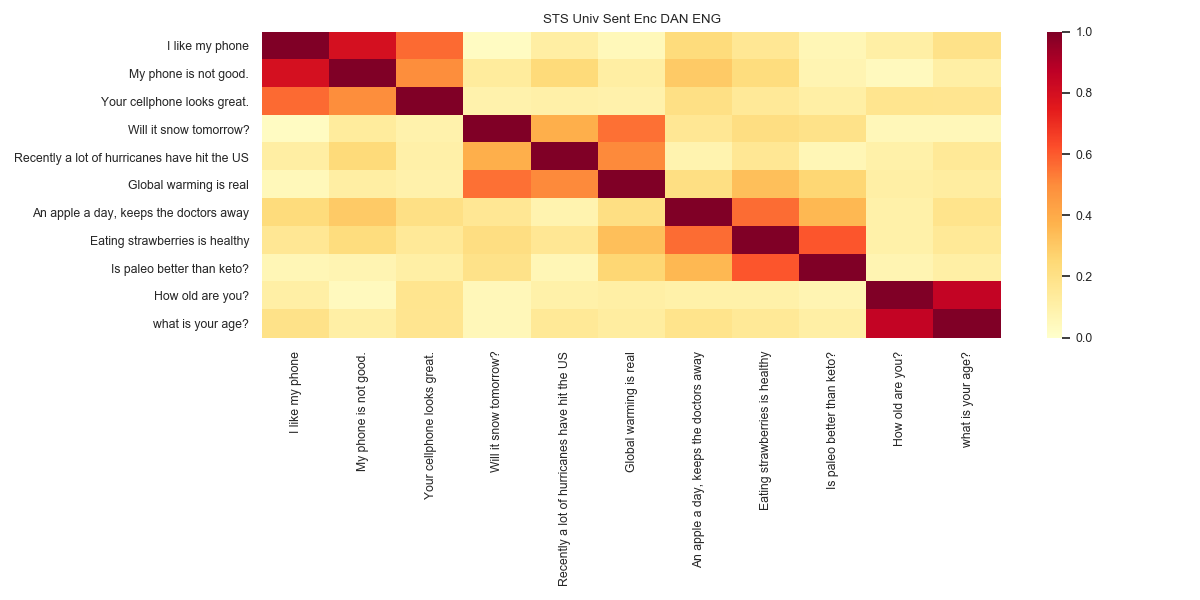 STS Univ Sent Enc DAN ENG
I like my phone
My phone is not good.
Your cellphone looks great.
Will it snow tomorrow?
Recently a lot of hurricanes have hit the US
Global warming is real
An apple a day, keeps the doctors away
Eating strawberries is healthy
Is paleo better than keto?
How old are you?
what is your age?
I like my phone
My phone is not good.
Your cellphone looks great.
Will it snow tomorrow?
Recently a lot of hurricanes have hit the US
Global warming is real
An apple a day, keeps the doctors away
Eating strawberries is healthy
Is paleo better than keto?
How old are you?
what is your age?
1.0
0.8
0.6
0.4
0.2
0.0